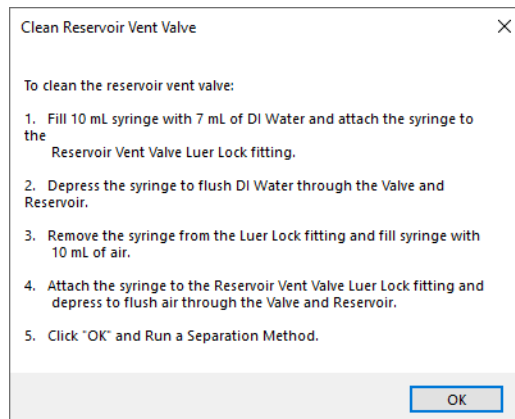 Clean Reservoir Vent Valve
To clean the reservoir vent valve:
1. Fill 10 mL syringe with 7 mL of DI Water and attach the syringe to
the
Reservoir Vent Valve Luer Lock fitting.
2. Depress the syringe to flush DI Water through the Valve and
Reservoir.
3. Remove the syringe from the Luer Lock fitting and fill syringe with
10 mL of air.
4. Attach the syringe to the Reservoir Vent Valve Luer Lock fitting and
depress to flush air through the Valve and Reservoir.
5. Click "OK" and Run a Separation Method.
OK